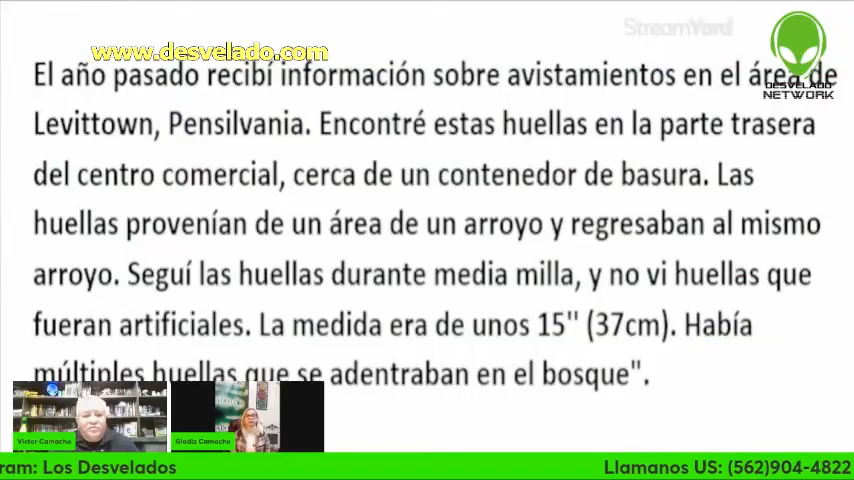 StreamYard
www.desvelado.com
El año pasado recibí información sobre avistamientos en el área de
DESVELADO
NETWORK
Levittown, Pensilvania. Encontré estas huellas en la parte trasera
del centro comercial, cerca de un contenedor de basura. Las
huellas provenían de un área de un arroyo y regresaban al mismo
arroyo. Seguí las huellas durante media milla, y no vi huellas que
fueran artificiales. La medida era de unos 15" (37cm). Había
múltiples huellas que se adentraban en el bosque".
Victor Camacho
Gladiz Camacho
ram: Los Desvelados
Llamanos US: (562)904-4822